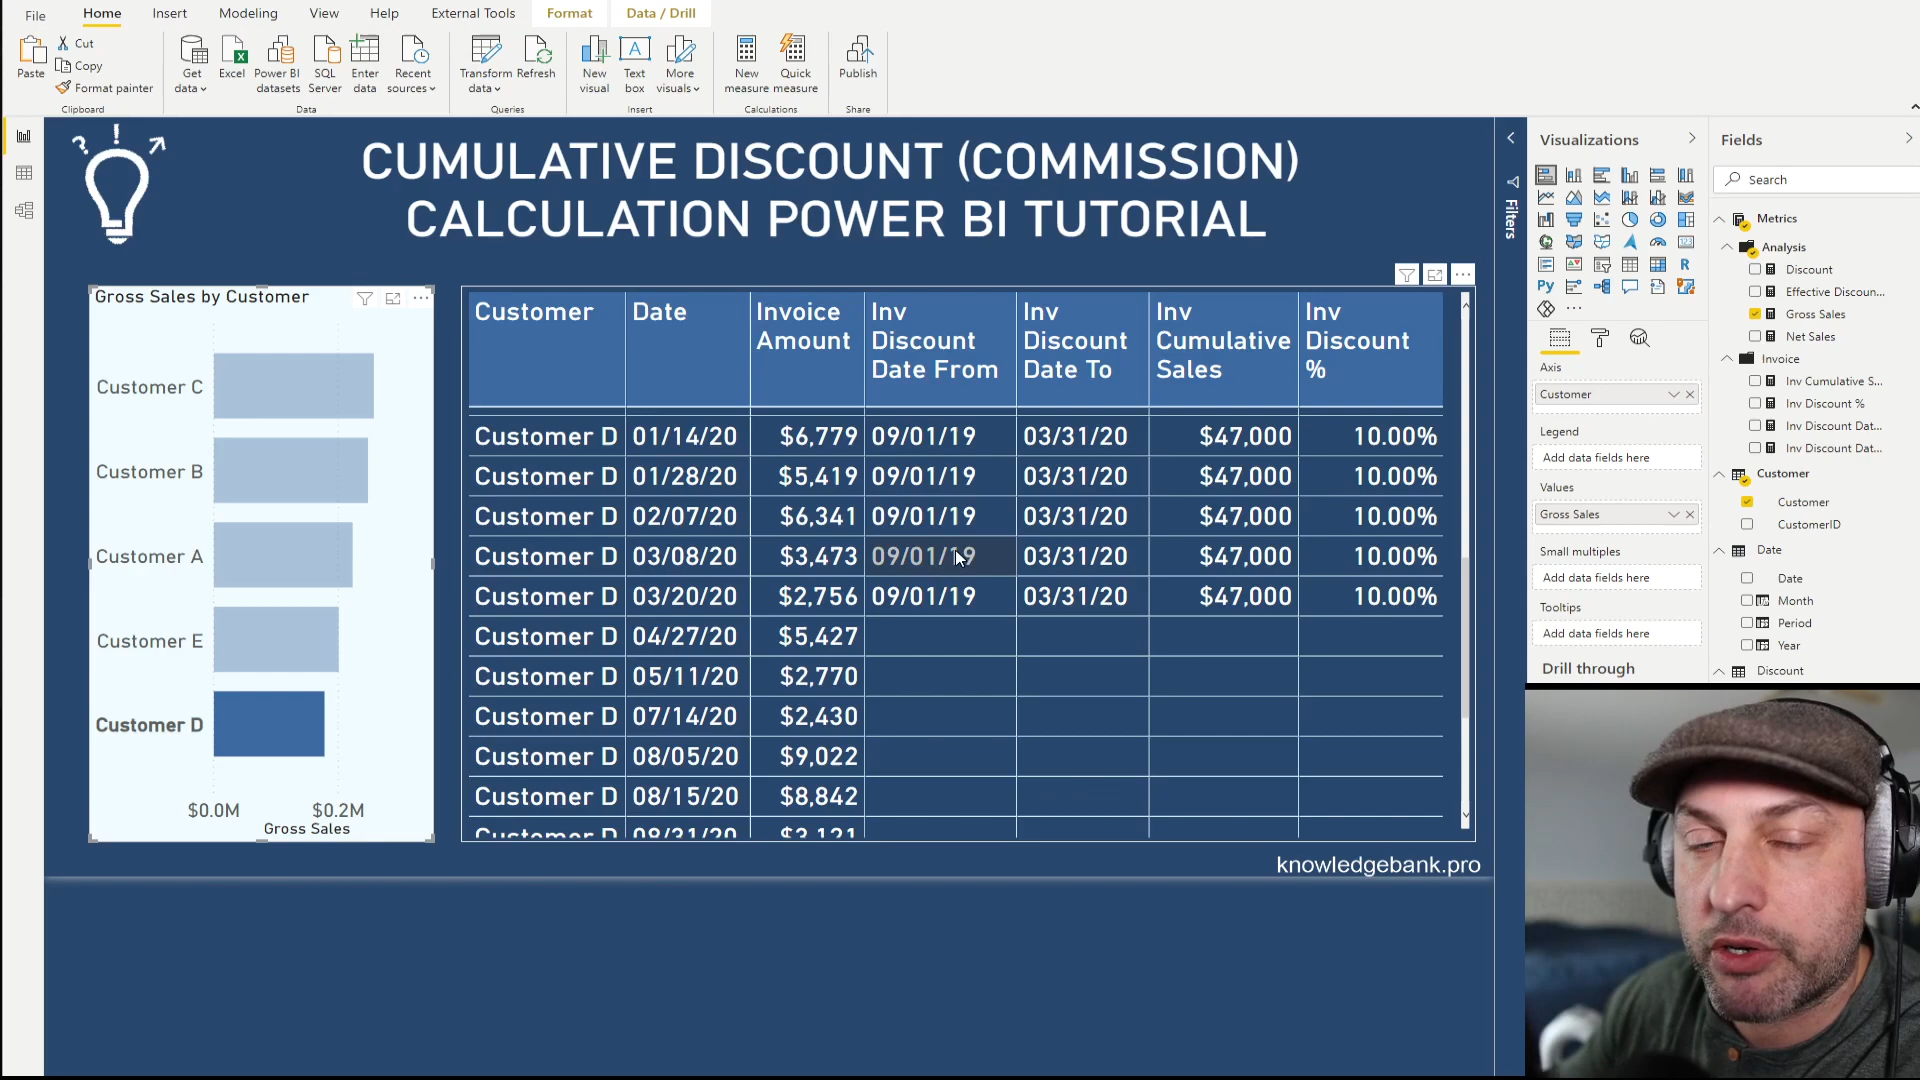 File
Home
Insert
Modeling
View
Help
External Tools
Format
Data / Drill
Paste
Cut
Copy
Format painter
Clipboard
Get data
Excel
Power BI datasets
SQL Server
Enter data
Recent sources
Data
Transform data
Refresh
Queries
New visual
Text box
More visuals
Insert
New measure
Quick measure
Calculations
Publish
Share
CUMULATIVE DISCOUNT (COMMISSION)
CALCULATION POWER BI TUTORIAL
Gross Sales by Customer
Customer C
Customer B
Customer A
Customer E
Customer D
$0.0M $0.2M
Gross Sales
Customer Date Invoice Amount Inv Discount Date From Inv Discount Date To Inv Cumulative Sales Inv Discount %
Customer D 01/14/20 $6,779 09/01/19 03/31/20 $47,000 10.00%
Customer D 01/28/20 $5,419 09/01/19 03/31/20 $47,000 10.00%
Customer D 02/07/20 $6,341 09/01/19 03/31/20 $47,000 10.00%
Customer D 03/08/20 $3,473 09/01/19 03/31/20 $47,000 10.00%
Customer D 03/20/20 $2,756 09/01/19 03/31/20 $47,000 10.00%
Customer D 04/27/20 $5,427
Customer D 05/11/20 $2,770
Customer D 07/14/20 $2,430
Customer D 08/05/20 $9,022
Customer D 08/15/20 $8,842
Customer D 08/31/20 $3,121
knowledgebank.pro
Filters
Visualizations
R
Py
Axis
Customer
Legend
Add data fields here
Values
Gross Sales
Small multiples
Add data fields here
Tooltips
Add data fields here
Drill through
Fields
Search
Metrics
Analysis
Discount
Effective Discoun...
Gross Sales
Net Sales
Invoice
Inv Cumulative S...
Inv Discount %
Inv Discount Dat...
Inv Discount Dat...
Customer
Customer
CustomerID
Date
Date
Month
Period
Year
Discount